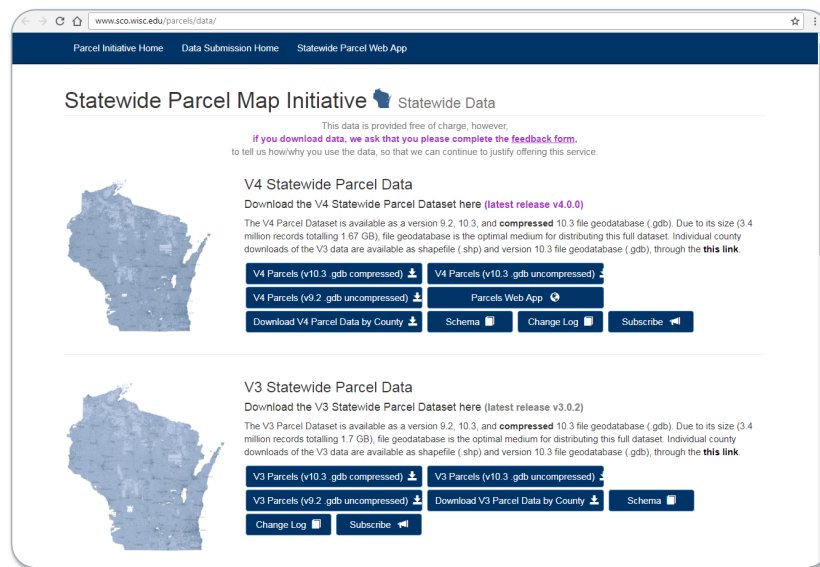 www.sco.wisc.edu/parcels/data/
Parcel Initiative Home Data Submission Home Statewide Parcel Web App
Statewide Parcel Map Initiative Statewide Data
This data is provided free of charge, however,
if you download data, we ask that you please complete the feedback form,
to tell us how/why you use the data, so that we can continue to justify offering this service.
V4 Statewide Parcel Data
Download the V4 Statewide Parcel Dataset here (latest release v4.0.0)
The V4 Parcel Dataset is available as a version 9.2, 10.3, and compressed 10.3 file geodatabase (.gdb). Due to its size (3.4
million records totalling 1.67 GB), file geodatabase is the optimal medium for distributing this full dataset. Individual county
downloads of the V3 data are available as shapefile (.shp) and version 10.3 file geodatabase (.gdb), through the this link.
V4 Parcels (v10.3 .gdb compressed) V4 Parcels (v10.3 .gdb uncompressed)
V4 Parcels (v9.2 .gdb uncompressed) Parcels Web App
Download V4 Parcel Data by County Schema Change Log Subscribe
V3 Statewide Parcel Data
Download the V3 Statewide Parcel Dataset here (latest release v3.0.2)
The V3 Parcel Dataset is available as a version 9.2, 10.3, and compressed 10.3 file geodatabase (.gdb). Due to its size (3.4
million records totalling 1.7 GB), file geodatabase is the optimal medium for distributing this full dataset. Individual county
downloads of the V3 data are available as shapefile (.shp) and version 10.3 file geodatabase (.gdb), through the this link.
V3 Parcels (v10.3 .gdb compressed) V3 Parcels (v10.3 .gdb uncompressed)
V3 Parcels (v9.2 .gdb uncompressed) Download V3 Parcel Data by County Schema
Change Log Subscribe